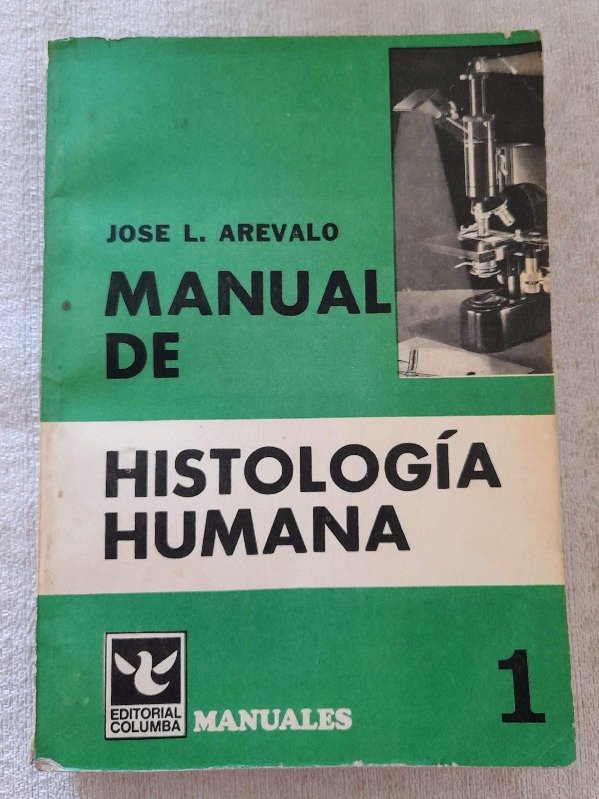 JOSE L. AREVALO
MANUAL
DE
HISTOLOGÍA
HUMANA
EDITORIAL
COLUMBA
MANUALES
1